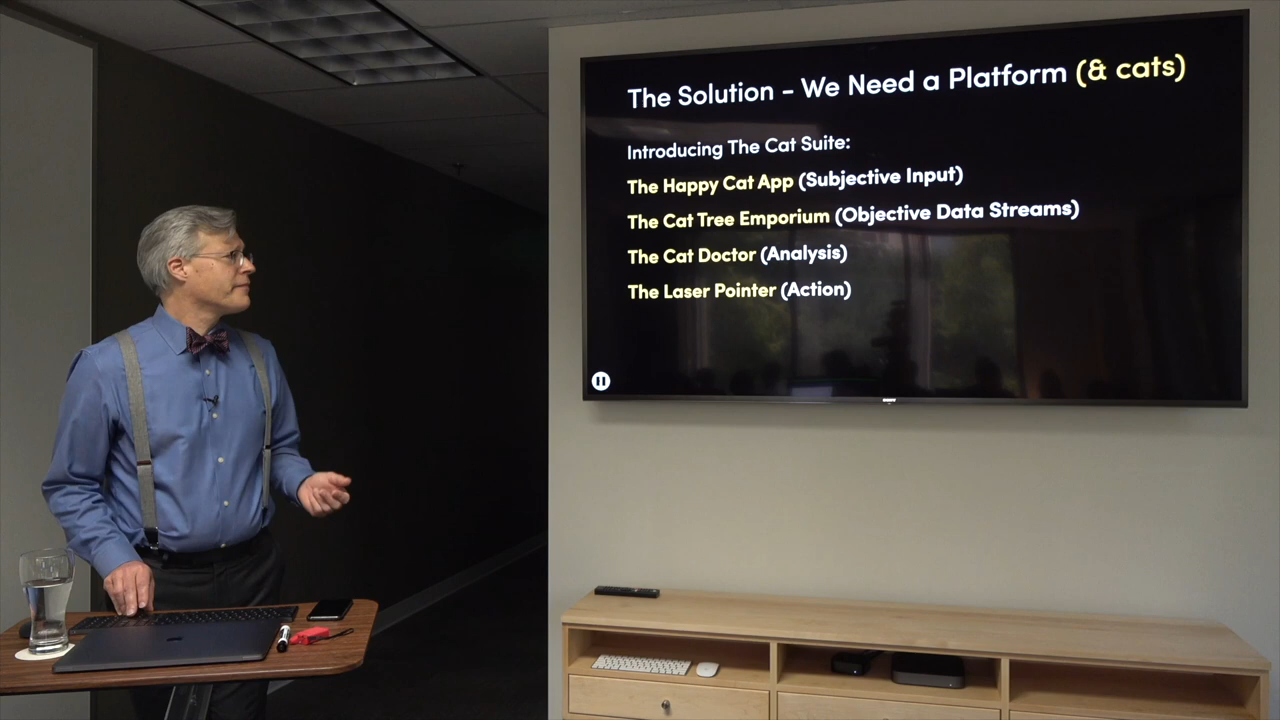 The Solution – We Need a Platform (& cats)
Introducing The Cat Suite:
The Happy Cat App (Subjective Input)
The Cat Tree Emporium (Objective Data Streams)
The Cat Doctor (Analysis)
The Laser Pointer (Action)
SONY